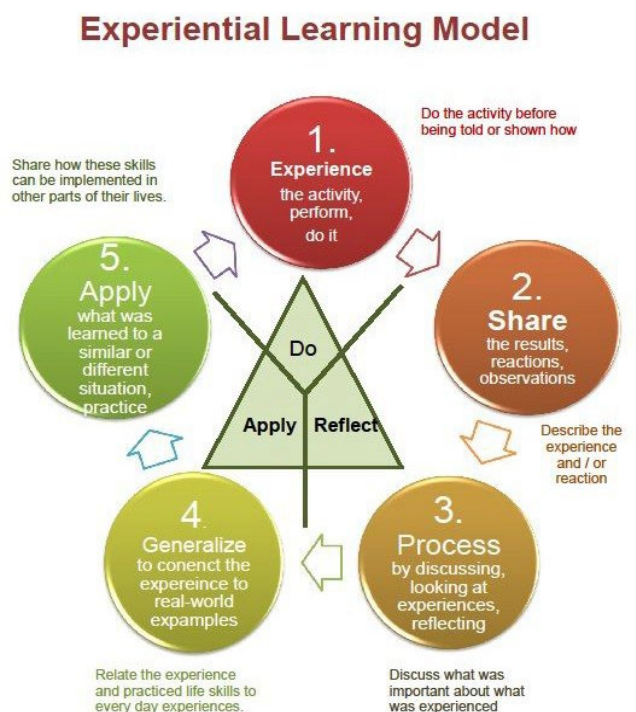 Experiential Learning Model
1.
Experience
the activity,
perform,
do it
Do the activity before
being told or shown how
2.
Share
the results,
reactions,
observations
Describe the
experience
and / or
reaction
3.
Process
by discussing,
looking at
experiences,
reflecting
Discuss what was
important about what
was experienced
4.
Generalize
to conenct the
expereince to
real-world
expamples
Relate the experience
and practiced life skills to
every day experiences.
5.
Apply
what was
learned to a
similar or
different
situation,
practice
Share how these skills
can be implemented in
other parts of their lives.
Do
Apply
Reflect